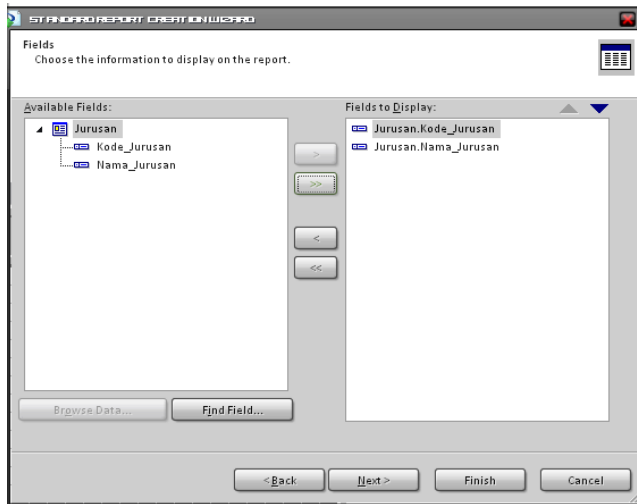 STANDARD REPORT CREATION WIZARD
Fields
Choose the information to display on the report.
Available Fields:
Jurusan
Kode_Jurusan
Nama_Jurusan
>
>>
<
<<
Fields to Display:
Jurusan.Kode_Jurusan
Jurusan.Nama_Jurusan
Browse Data...
Find Field...
< Back
Next >
Finish
Cancel